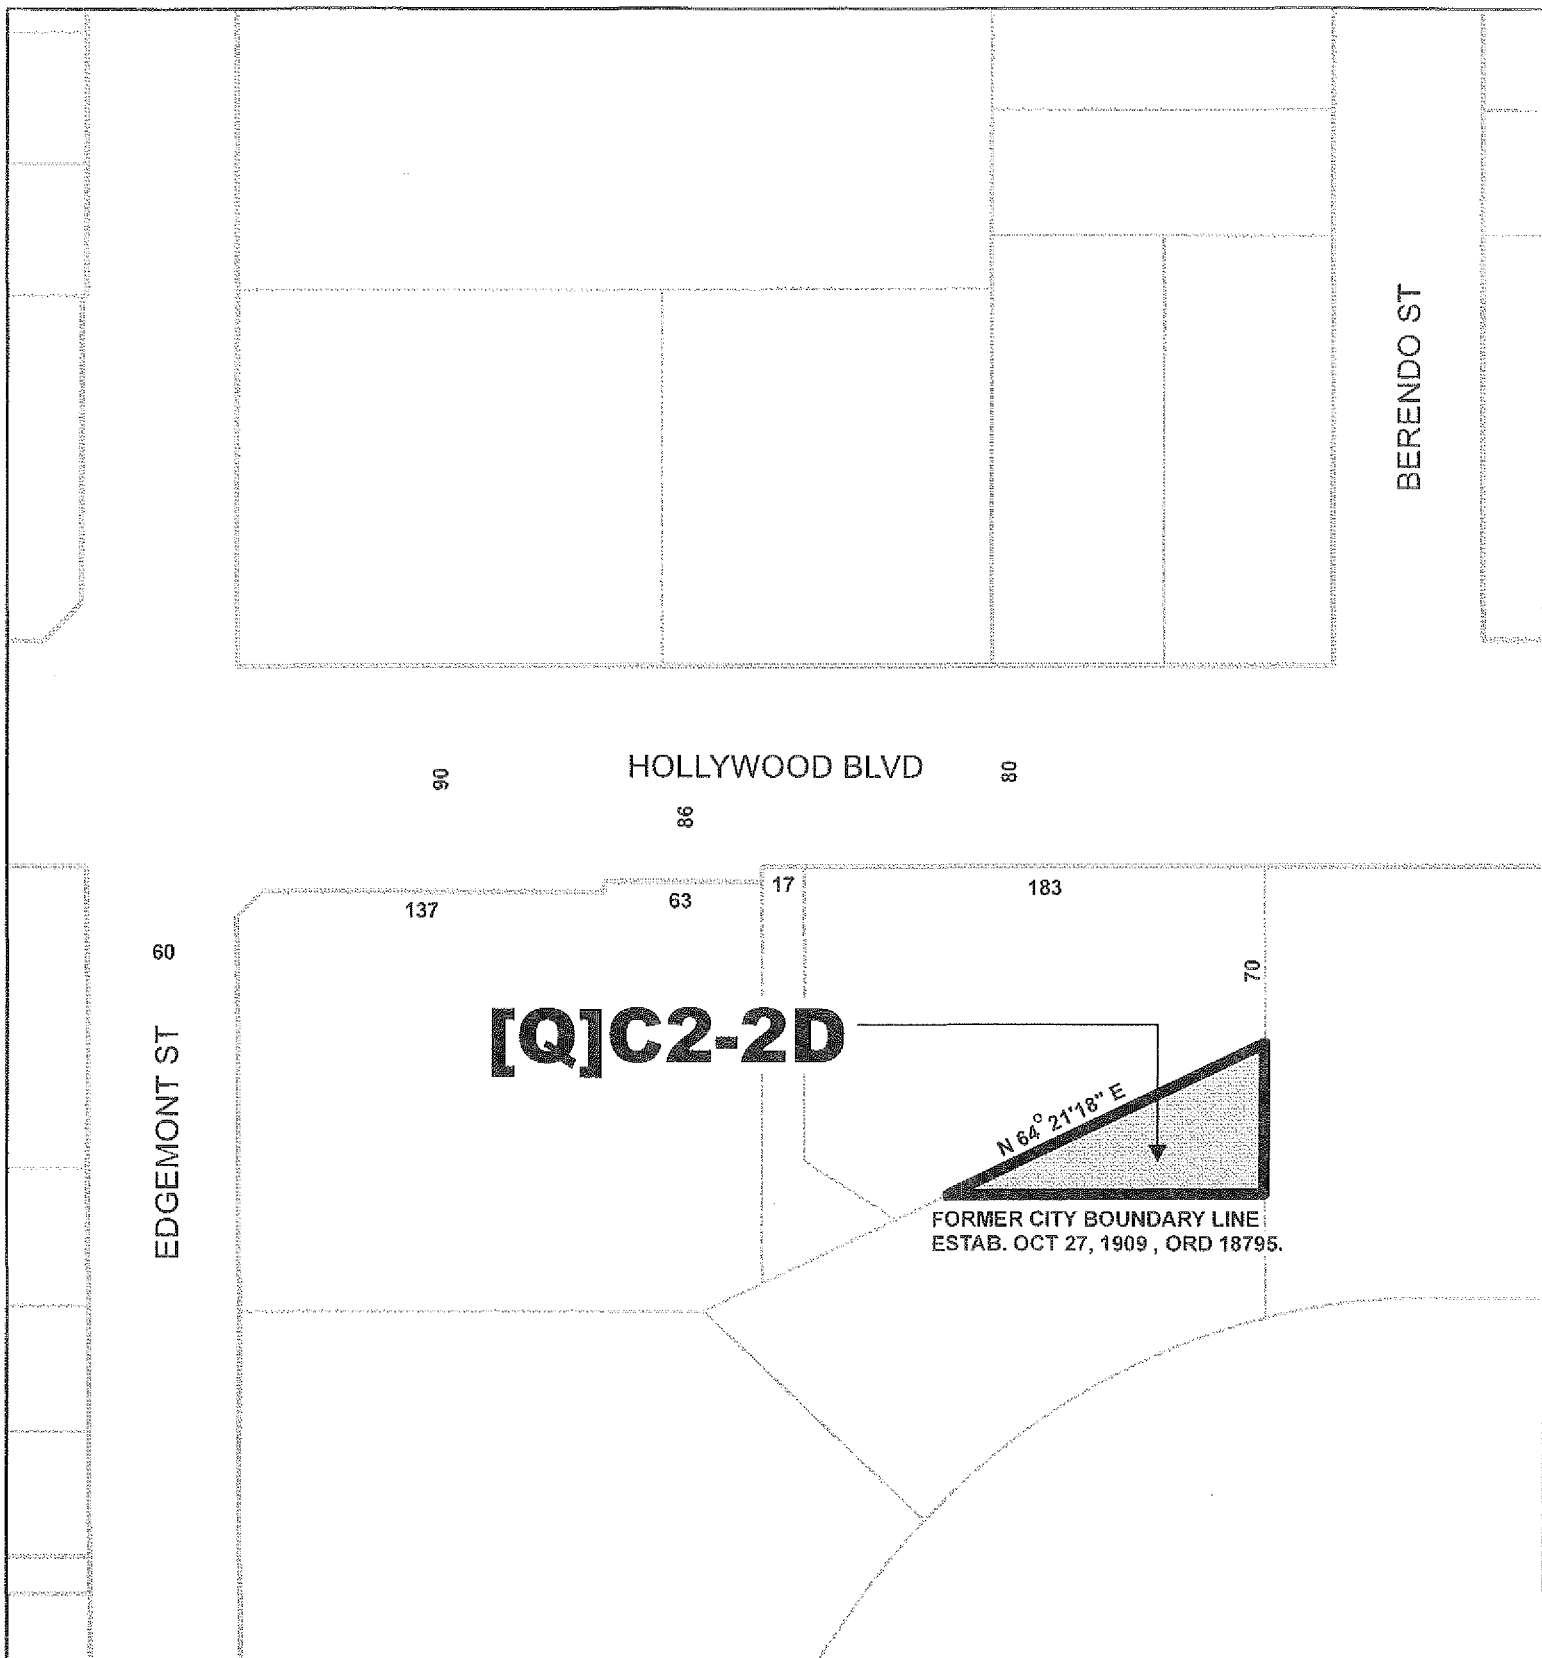 BERENDO ST
HOLLYWOOD BLVD
90
86
80
137
63
17
183
60
70
[Q]C2-2D
EDGEMONT ST
N 64° 21'18" E
FORMER CITY BOUNDARY LINE
ESTAB. OCT 27, 1909 , ORD 18795.